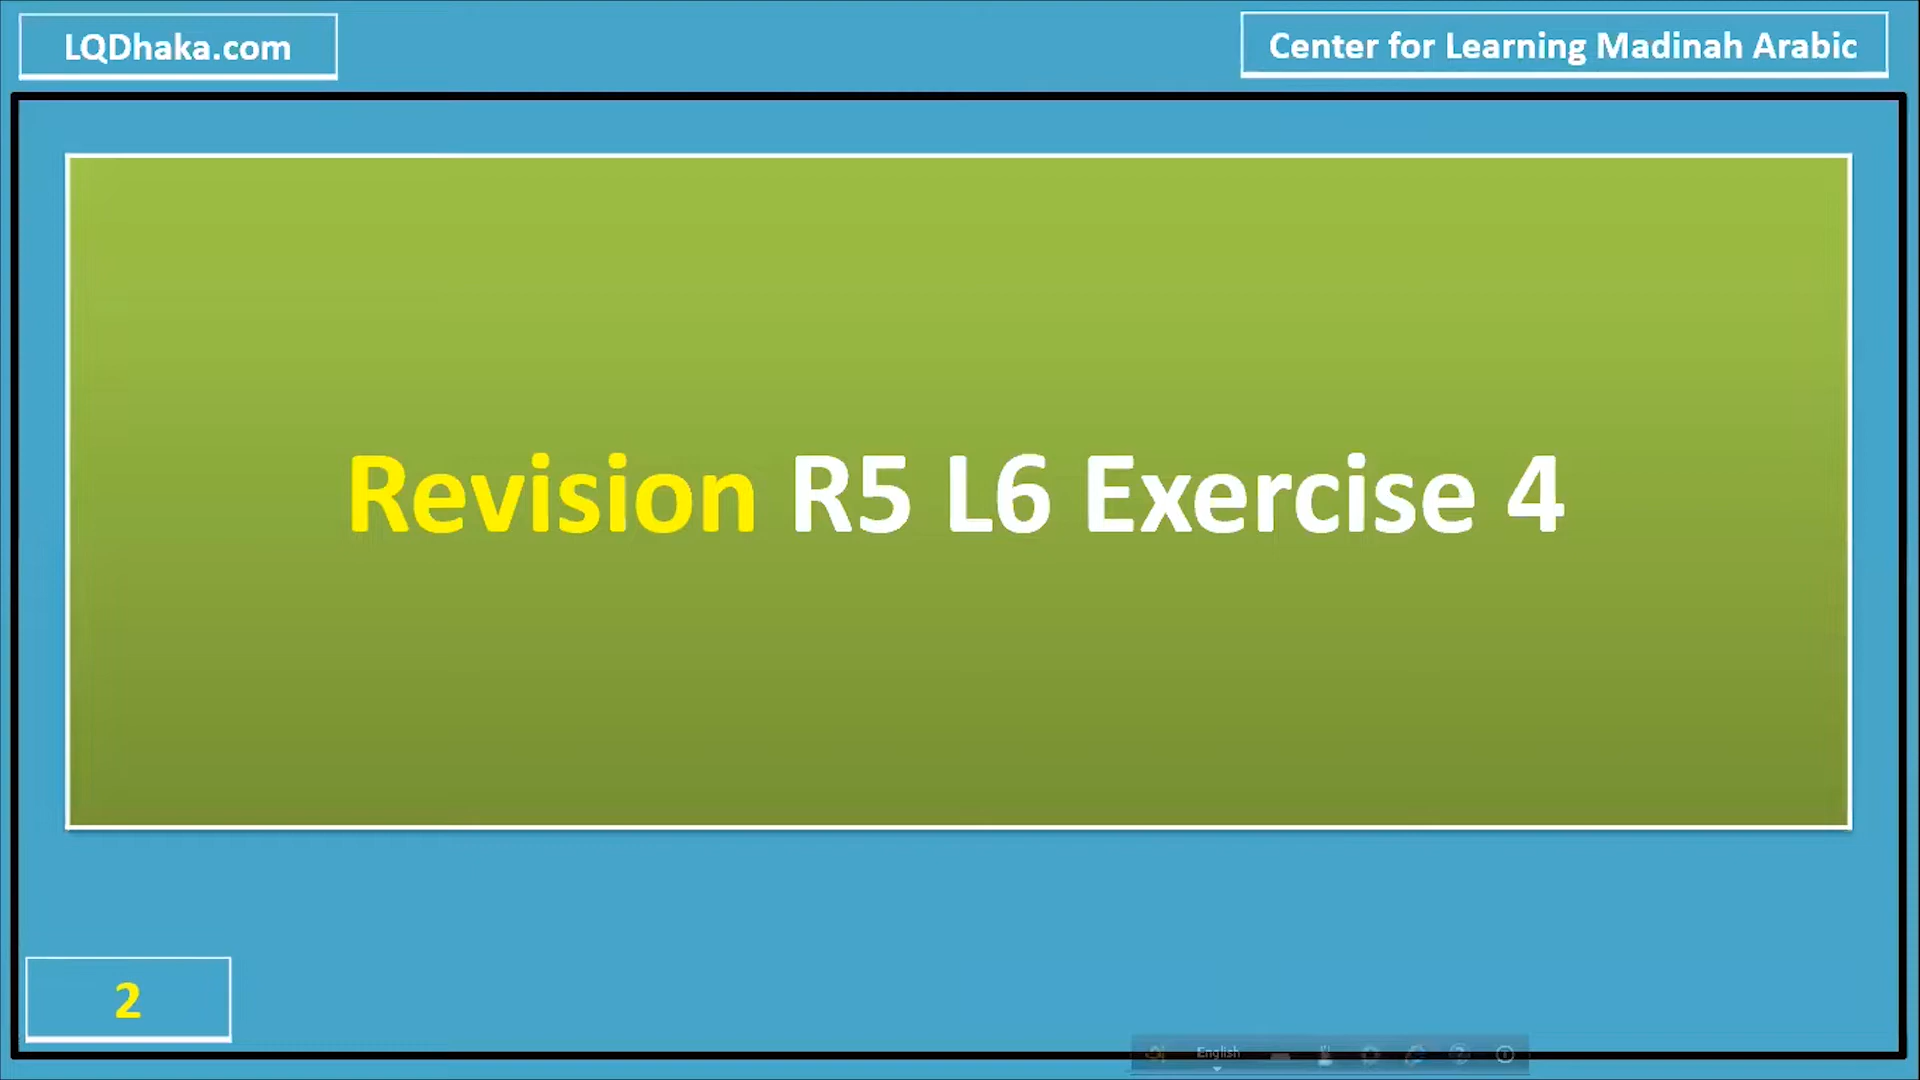 LQDhaka.com
Center for Learning Madinah Arabic
Revision R5 L6 Exercise 4
2
English